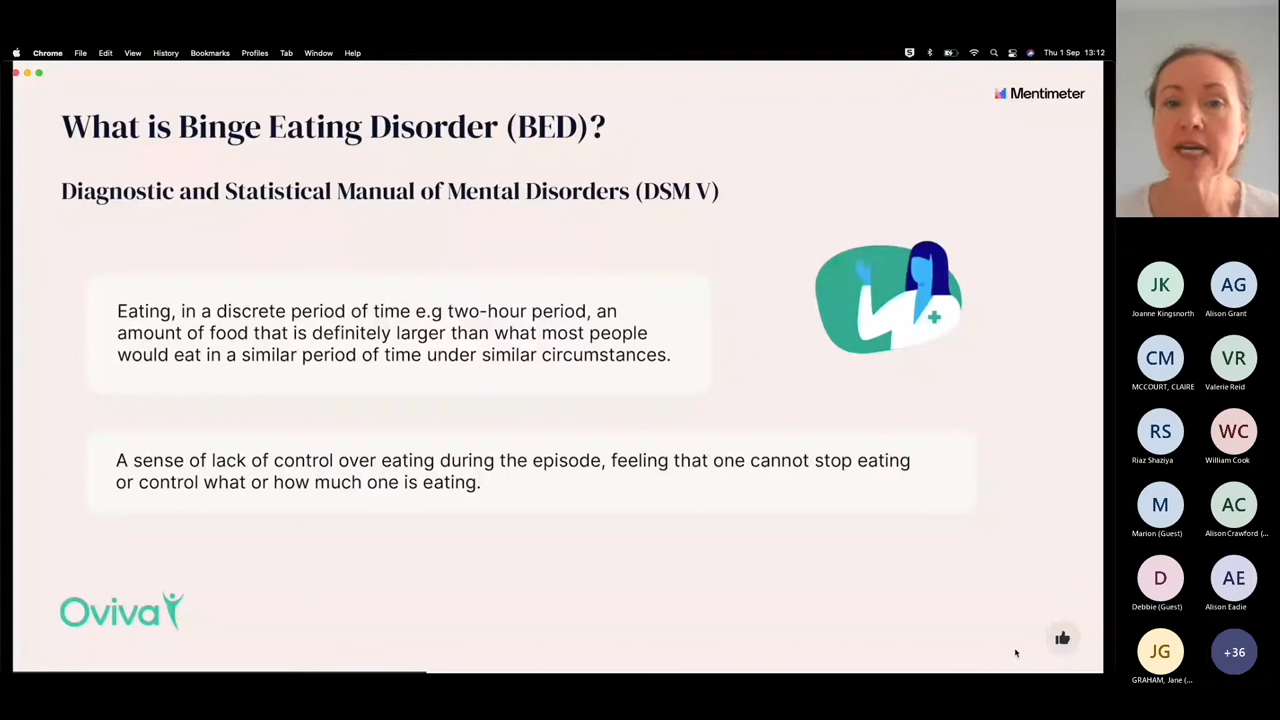 Chrome File Edit View History Bookmarks Profiles Tab Window Help
Thu 1 Sep 13:12
Mentimeter
What is Binge Eating Disorder (BED)?
Diagnostic and Statistical Manual of Mental Disorders (DSM V)
Eating, in a discrete period of time e.g two-hour period, an
amount of food that is definitely larger than what most people
would eat in a similar period of time under similar circumstances.
A sense of lack of control over eating during the episode, feeling that one cannot stop eating
or control what or how much one is eating.
Oviva
JK AG
Joanne Kingsnorth Alison Grant
CM VR
MCCOURT, CLAIRE Valerie Reid
RS WC
Riaz Shaziya William Cook
M AC
Marion (Guest) Alison Crawford (...
D AE
Debbie (Guest) Alison Eadie
JG +36
GRAHAM, Jane (...